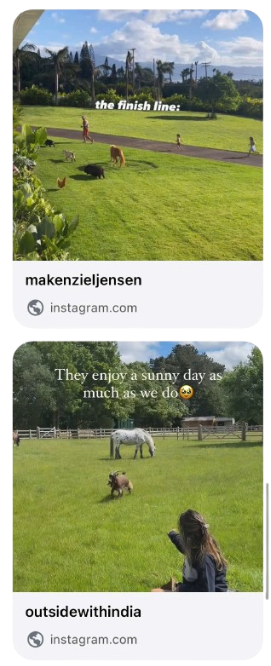 the finish line:
makenzieljensen
instagram.com
They enjoy a sunny day as
much as we do🥹
outsidewithindia
instagram.com